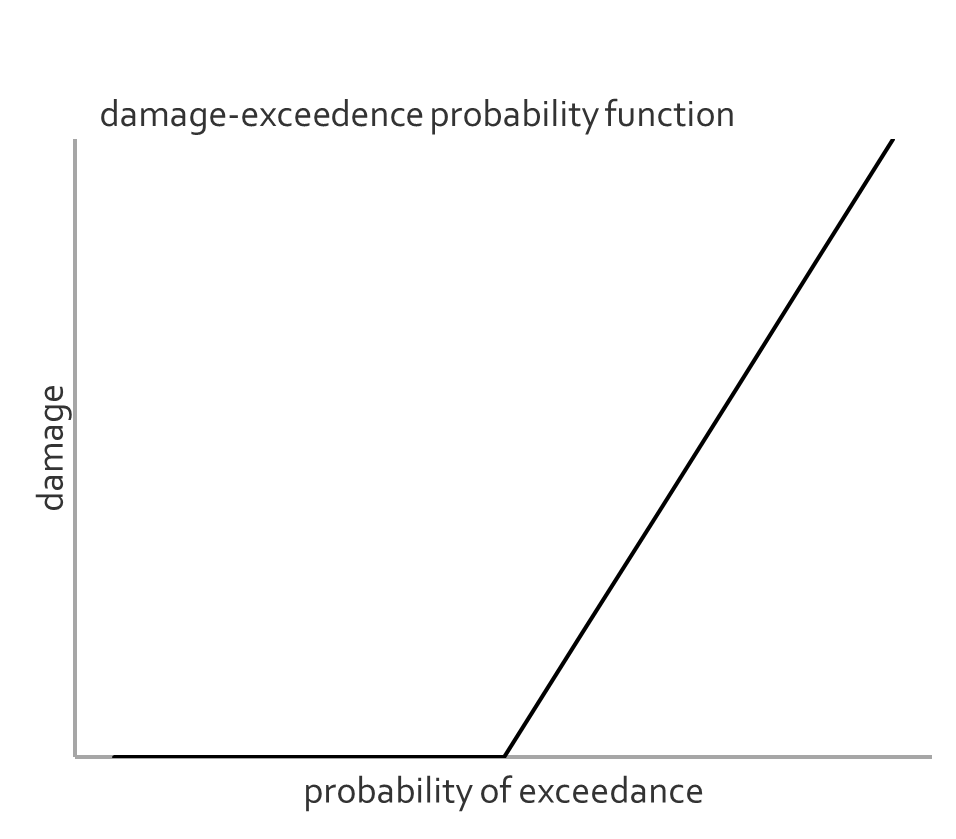 damage-exceedence probability function
damage
probability of exceedance